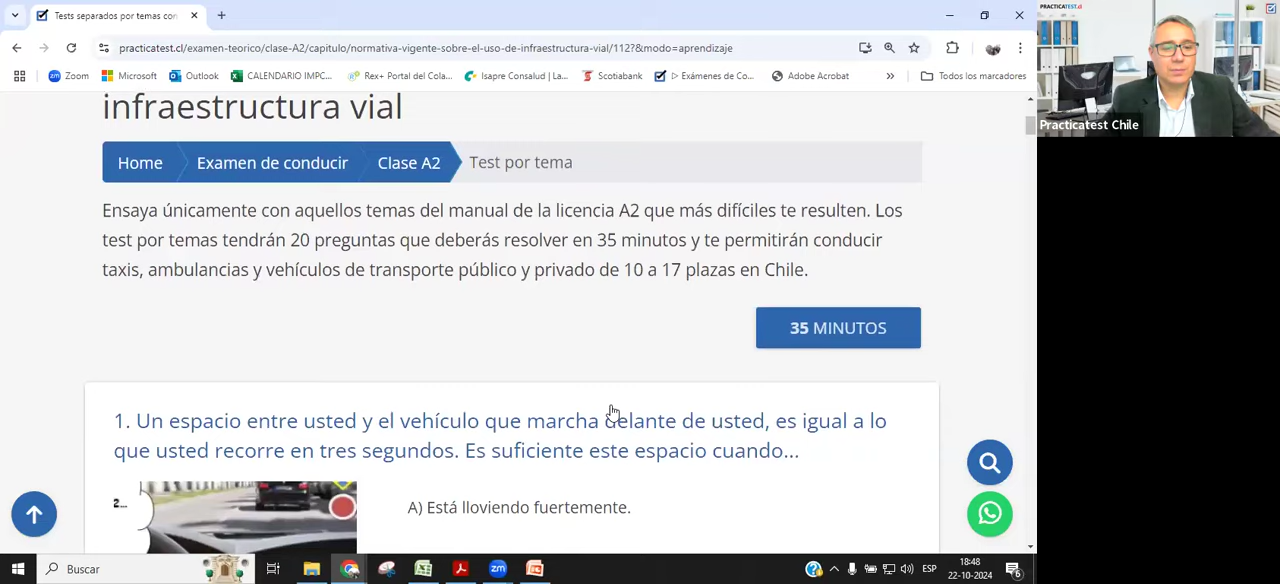 Tests separados por temas con
practicatest.cl/examen-teorico/clase-A2/capitulo/normativa-vigente-sobre-el-uso-de-infraestructura-vial/112?&modo=aprendizaje
Zoom
Microsoft
Outlook
CALENDARIO IMPC...
Rex+ Portal del Cola...
Isapre Consalud | La...
Scotiabank
▷ Exámenes de Co...
Adobe Acrobat
»
Todos los marcadores
PRACTICATEST.cl
Practicatest Chile
infraestructura vial
Home
Examen de conducir
Clase A2
Test por tema
Ensaya únicamente con aquellos temas del manual de la licencia A2 que más difíciles te resulten. Los
test por temas tendrán 20 preguntas que deberás resolver en 35 minutos y te permitirán conducir
taxis, ambulancias y vehículos de transporte público y privado de 10 a 17 plazas en Chile.
35 MINUTOS
1. Un espacio entre usted y el vehículo que marcha delante de usted, es igual a lo
que usted recorre en tres segundos. Es suficiente este espacio cuando...
2...
A) Está lloviendo fuertemente.
Buscar
ESP
18:48
22-10-2024
6